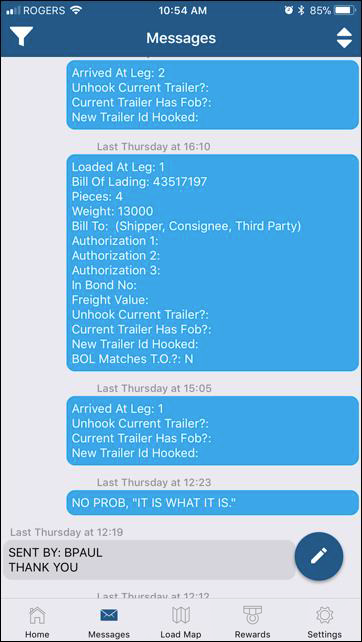 ROGERS 10:54 AM 85%
Messages
Arrived At Leg: 2
Unhook Current Trailer?:
Current Trailer Has Fob?:
New Trailer Id Hooked:
Last Thursday at 16:10
Loaded At Leg: 1
Bill Of Lading: 43517197
Pieces: 4
Weight: 13000
Bill To:  (Shipper, Consignee, Third Party)
Authorization 1:
Authorization 2:
Authorization 3:
In Bond No:
Freight Value:
Unhook Current Trailer?:
Current Trailer Has Fob?:
New Trailer Id Hooked:
BOL Matches T.O.?: N
Last Thursday at 15:05
Arrived At Leg: 1
Unhook Current Trailer?:
Current Trailer Has Fob?:
New Trailer Id Hooked:
Last Thursday at 12:23
NO PROB, "IT IS WHAT IT IS."
Last Thursday at 12:19
SENT BY: BPAUL
THANK YOU
Last Thursday at 12:12
Home Messages Load Map Rewards Settings